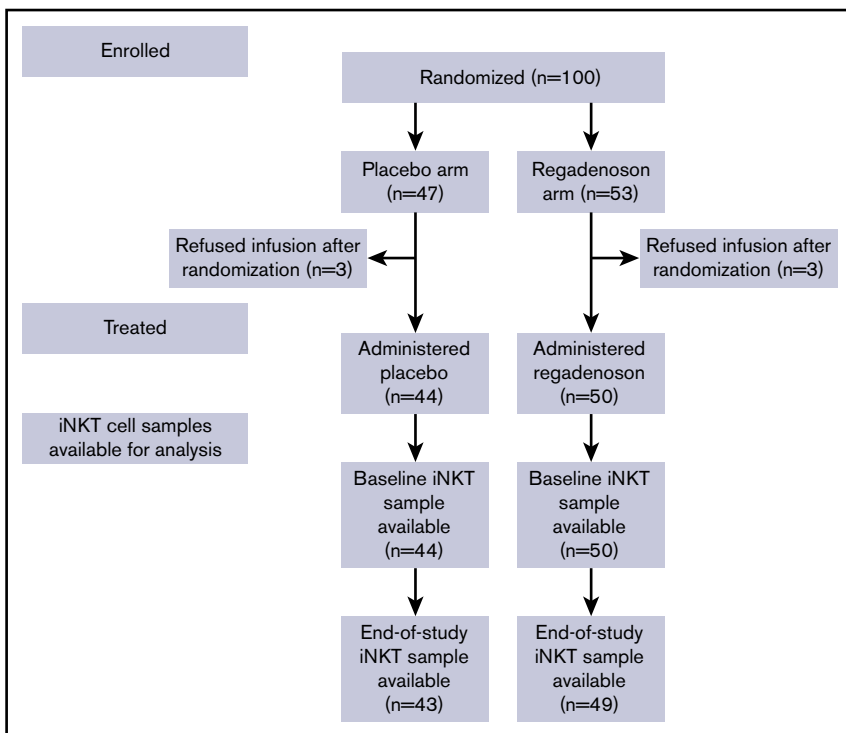 Enrolled
Randomized (n=100)
Placebo arm
(n=47)
Regadenoson
arm (n=53)
Refused infusion after
randomization (n=3)
Refused infusion after
randomization (n=3)
Treated
Administered
placebo
(n=44)
Administered
regadenoson
(n=50)
iNKT cell samples
available for analysis
Baseline iNKT
sample
available
(n=44)
Baseline iNKT
sample
available
(n=50)
End-of-study
iNKT sample
available
(n=43)
End-of-study
iNKT sample
available
(n=49)